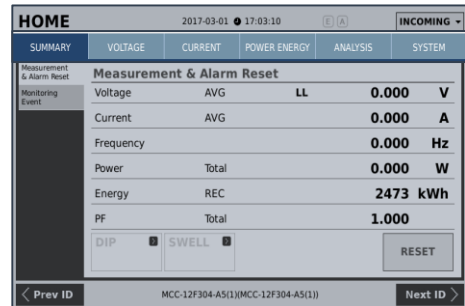 HOME 2017-03-01 17:03:10 E A INCOMING
SUMMARY VOLTAGE CURRENT POWER ENERGY ANALYSIS SYSTEM
Measurement
& Alarm Reset
Monitoring
Event
Measurement & Alarm Reset
Voltage AVG LL 0.000 V
Current AVG 0.000 A
Frequency 0.000 Hz
Power Total 0.000 W
Energy REC 2473 kWh
PF Total 1.000
DIP SWELL RESET
Prev ID MCC-12F304-A5(1)(MCC-12F304-A5(1)) Next ID